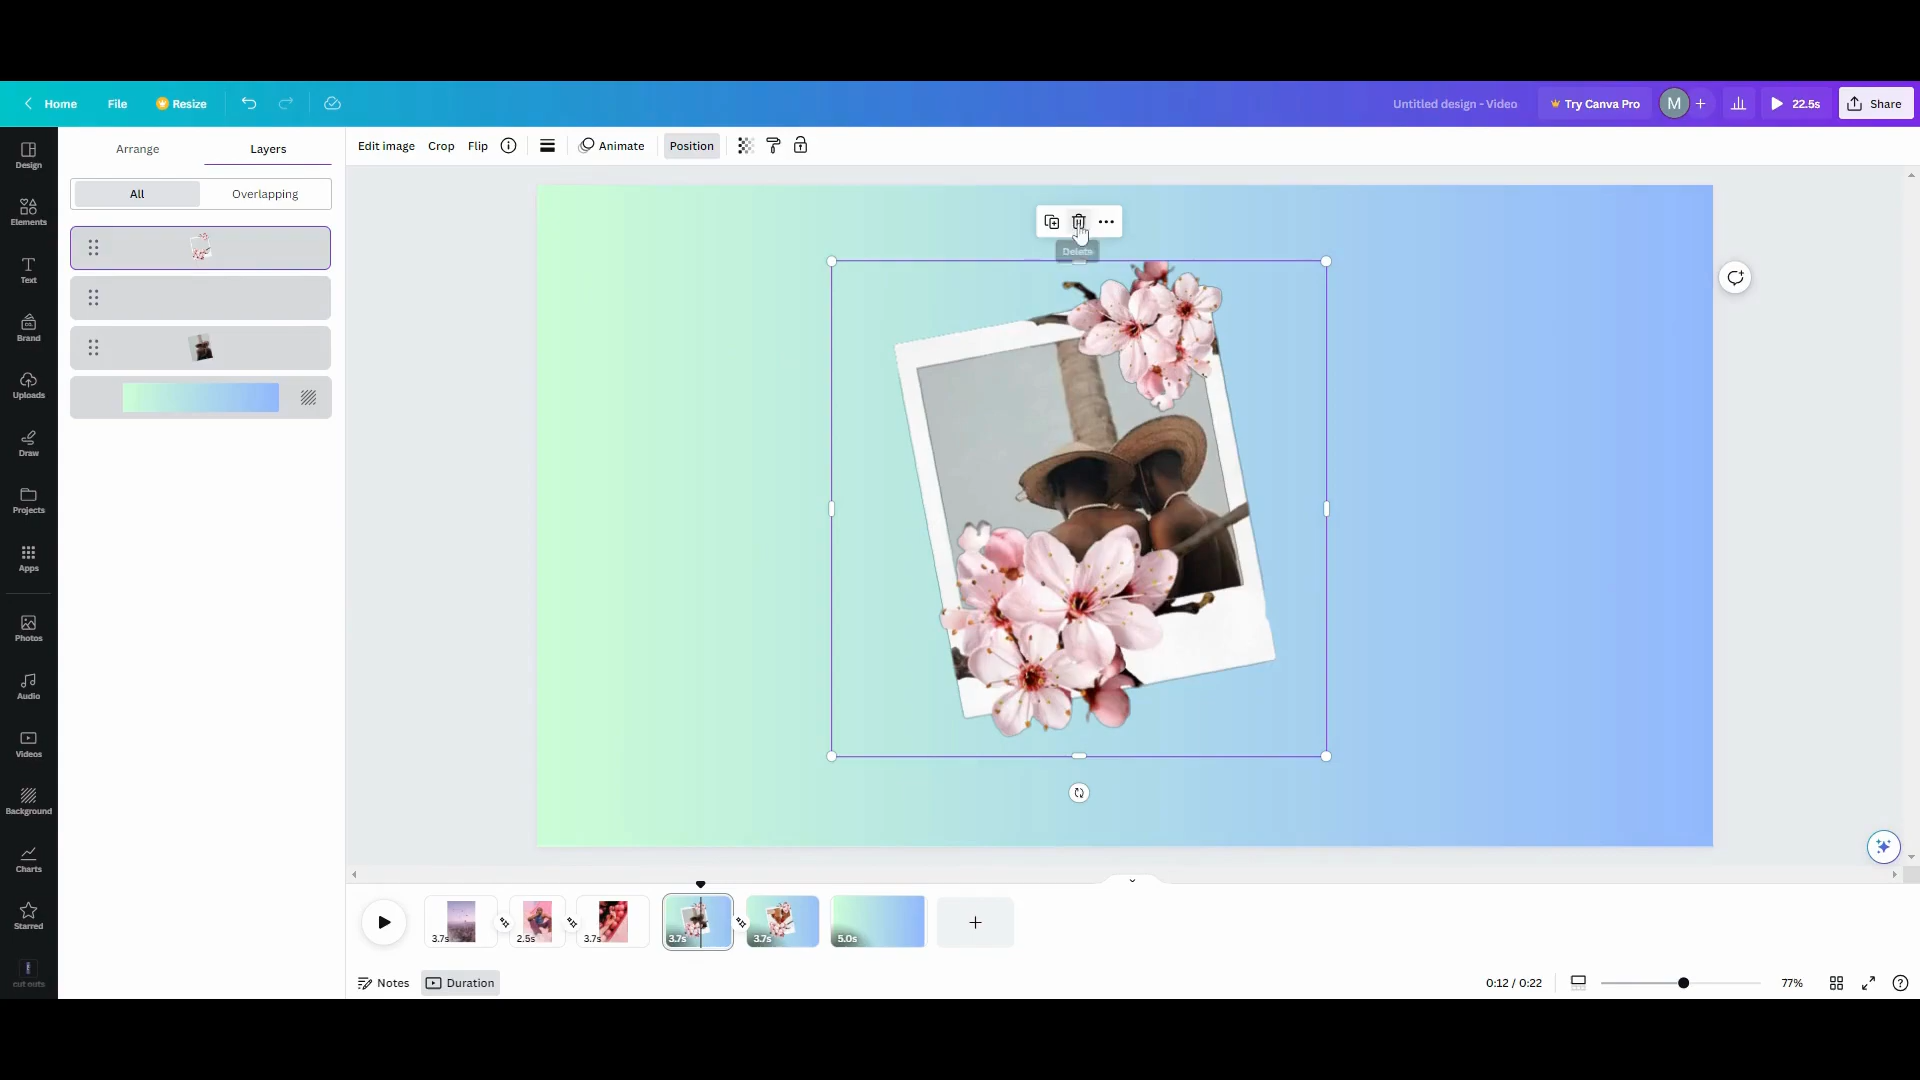 Home File Resize Untitled design - Video Try Canva Pro M 22.5s Share
Arrange Layers
All Overlapping
Edit image Crop Flip Animate Position
Delete
Design
Elements
Text
Brand
Uploads
Draw
Projects
Apps
Photos
Audio
Videos
Background
Charts
Starred
cut outs
3.7s 2.5s 3.7s 3.7s 3.7s 5.0s
Notes Duration 0:12 / 0:22 77%